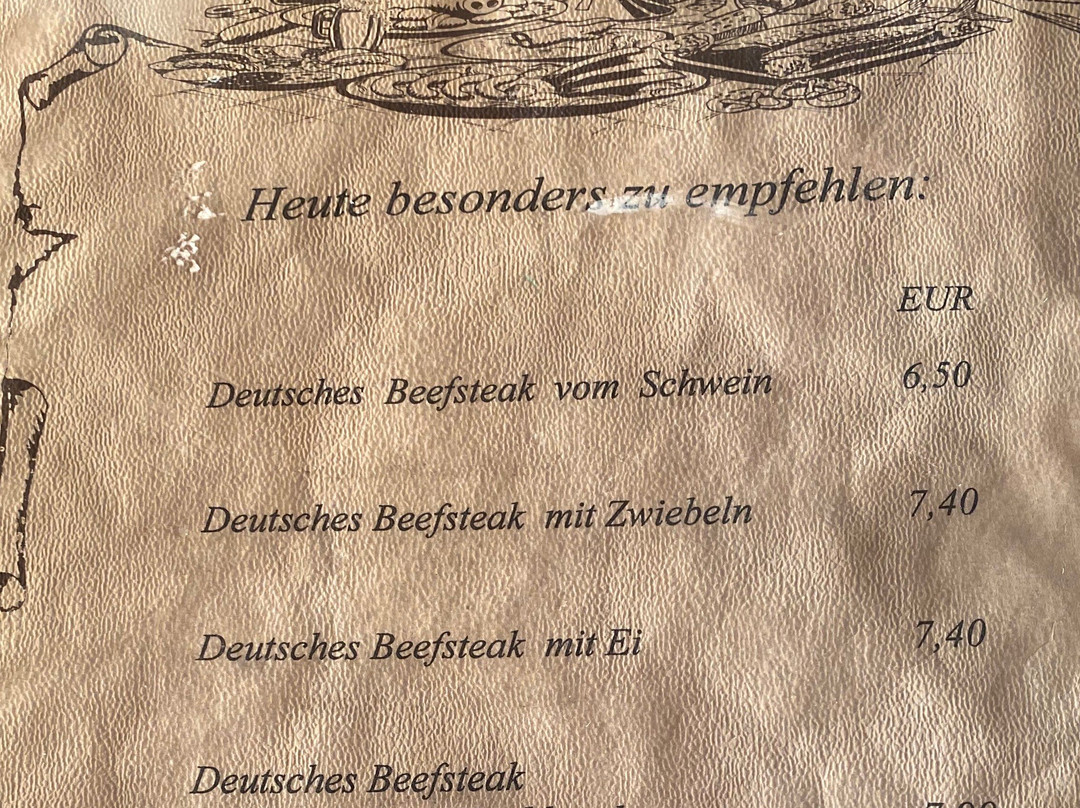 Heute besonders zu empfehlen:
EUR
Deutsches Beefsteak vom Schwein 6,50
Deutsches Beefsteak mit Zwiebeln 7,40
Deutsches Beefsteak mit Ei 7,40
Deutsches Beefsteak